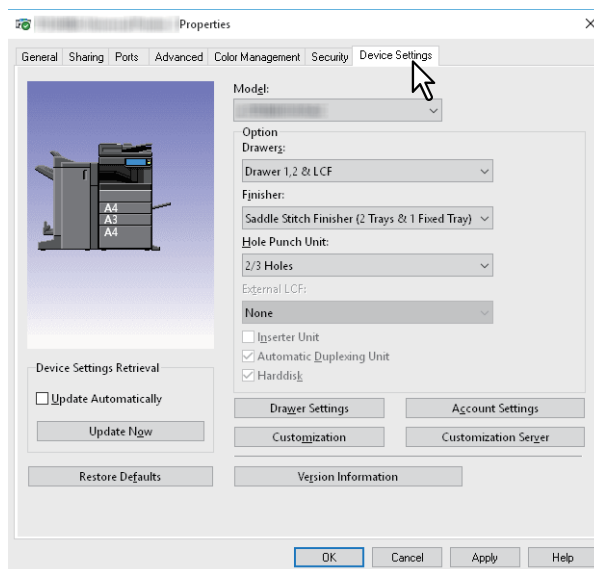 Properties
General Sharing Ports Advanced Color Management Security Device Settings
Model:
Option
Drawers:
Drawer 1,2 & LCF
Finisher:
Saddle Stitch Finisher (2 Trays & 1 Fixed Tray)
Hole Punch Unit:
2/3 Holes
External LCF:
None
Inserter Unit
Automatic Duplexing Unit
Harddisk
A4
A3
A4
Device Settings Retrieval
Update Automatically
Update Now
Drawer Settings Account Settings
Customization Customization Server
Restore Defaults Version Information
OK Cancel Apply Help